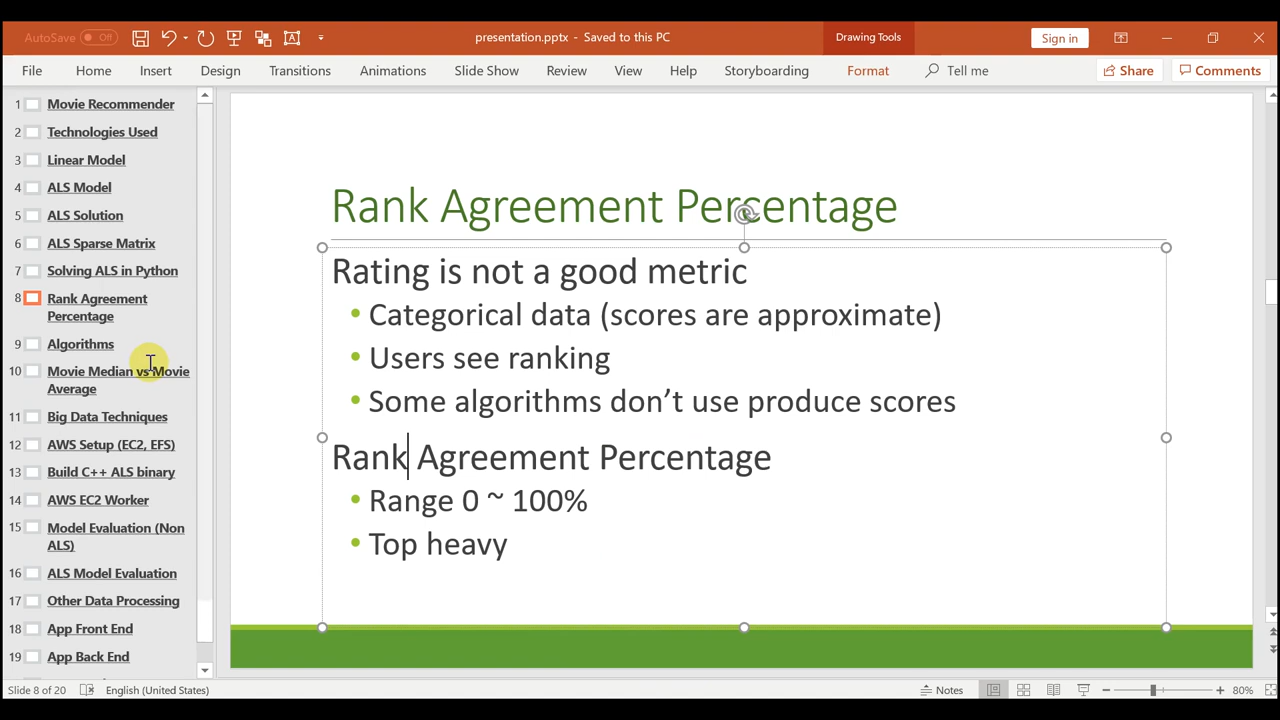 AutoSave Off
presentation.pptx - Saved to this PC
Drawing Tools
Sign in
File Home Insert Design Transitions Animations Slide Show Review View Help Storyboarding Format Tell me Share Comments
1 Movie Recommender
2 Technologies Used
3 Linear Model
4 ALS Model
5 ALS Solution
6 ALS Sparse Matrix
7 Solving ALS in Python
8 Rank Agreement
Percentage
9 Algorithms
10 Movie Median vs Movie
Average
11 Big Data Techniques
12 AWS Setup (EC2, EFS)
13 Build C++ ALS binary
14 AWS EC2 Worker
15 Model Evaluation (Non
ALS)
16 ALS Model Evaluation
17 Other Data Processing
18 App Front End
19 App Back End
Rank Agreement Percentage
Rating is not a good metric
• Categorical data (scores are approximate)
• Users see ranking
• Some algorithms don’t use produce scores
Rank Agreement Percentage
• Range 0 ~ 100%
• Top heavy
Slide 8 of 20 English (United States) Notes 80%